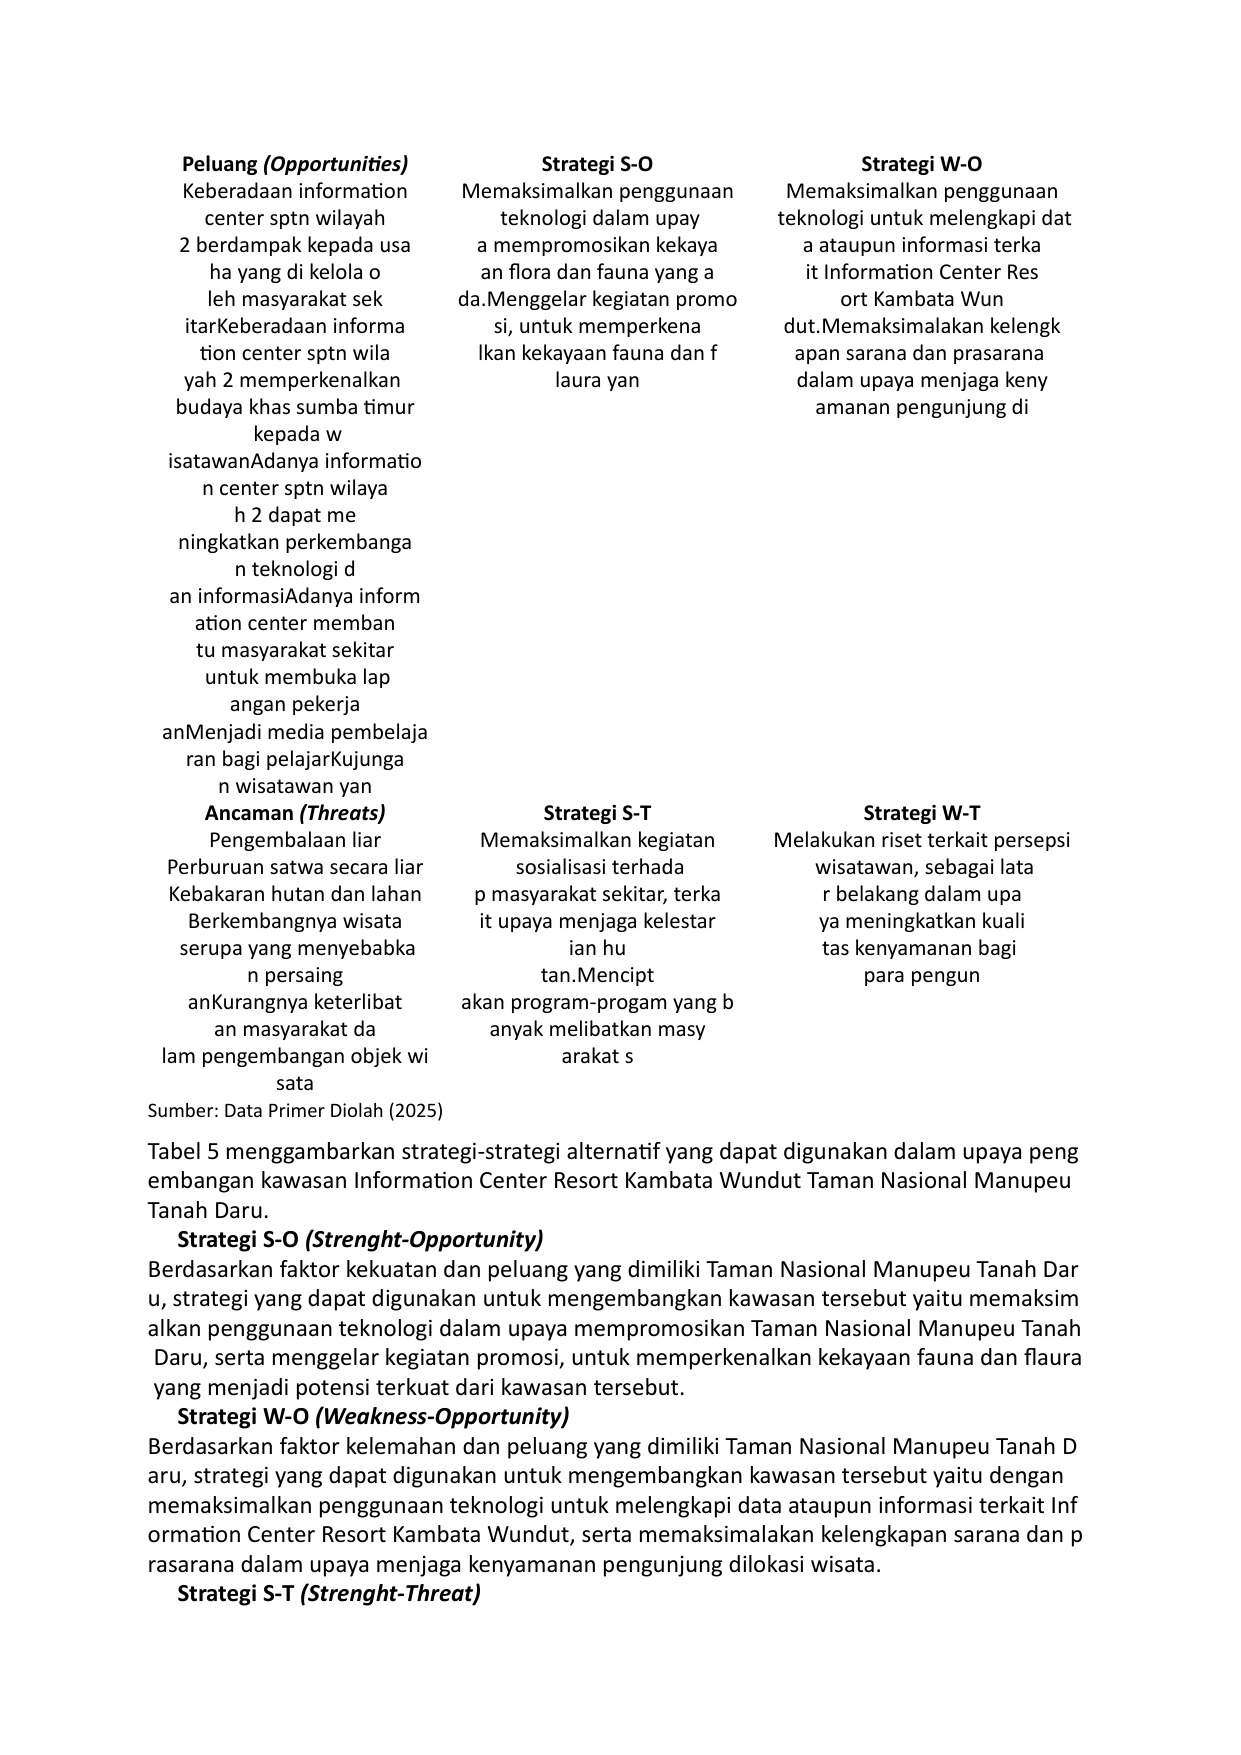 Peluang (Opportunities)
Keberadaan information
center sptn wilayah
2 berdampak kepada usa
ha yang di kelola o
leh masyarakat sek
itarKeberadaan informa
tion center sptn wila
yah 2 memperkenalkan
budaya khas sumba timur
kepada w
isatawanAdanya informatio
n center sptn wilaya
h 2 dapat me
ningkatkan perkembanga
n teknologi d
an informasiAdanya inform
ation center memban
tu masyarakat sekitar
untuk membuka lap
angan pekerja
anMenjadi media pembelaja
ran bagi pelajarKujunga
n wisatawan yan
Strategi S-O
Memaksimalkan penggunaan
teknologi dalam upay
a mempromosikan kekaya
an flora dan fauna yang a
da.Menggelar kegiatan promo
si, untuk memperkena
lkan kekayaan fauna dan f
laura yan
Strategi W-O
Memaksimalkan penggunaan
teknologi untuk melengkapi dat
a ataupun informasi terka
it Information Center Res
ort Kambata Wun
dut.Memaksimalakan kelengk
apan sarana dan prasarana
dalam upaya menjaga keny
amanan pengunjung di
Ancaman (Threats)
Pengembalaan liar
Perburuan satwa secara liar
Kebakaran hutan dan lahan
Berkembangnya wisata
serupa yang menyebabka
n persaing
anKurangnya keterlibat
an masyarakat da
lam pengembangan objek wi
sata
Strategi S-T
Memaksimalkan kegiatan
sosialisasi terhada
p masyarakat sekitar, terka
it upaya menjaga kelestar
ian hu
tan.Mencipt
akan program-progam yang b
anyak melibatkan masy
arakat s
Strategi W-T
Melakukan riset terkait persepsi
wisatawan, sebagai lata
r belakang dalam upa
ya meningkatkan kuali
tas kenyamanan bagi
para pengun
Sumber: Data Primer Diolah (2025)
Tabel 5 menggambarkan strategi-strategi alternatif yang dapat digunakan dalam upaya peng
embangan kawasan Information Center Resort Kambata Wundut Taman Nasional Manupeu
Tanah Daru.
Strategi S-O (Strenght-Opportunity)
Berdasarkan faktor kekuatan dan peluang yang dimiliki Taman Nasional Manupeu Tanah Dar
u, strategi yang dapat digunakan untuk mengembangkan kawasan tersebut yaitu memaksim
alkan penggunaan teknologi dalam upaya mempromosikan Taman Nasional Manupeu Tanah
Daru, serta menggelar kegiatan promosi, untuk memperkenalkan kekayaan fauna dan flaura
yang menjadi potensi terkuat dari kawasan tersebut.
Strategi W-O (Weakness-Opportunity)
Berdasarkan faktor kelemahan dan peluang yang dimiliki Taman Nasional Manupeu Tanah D
aru, strategi yang dapat digunakan untuk mengembangkan kawasan tersebut yaitu dengan
memaksimalkan penggunaan teknologi untuk melengkapi data ataupun informasi terkait Inf
ormation Center Resort Kambata Wundut, serta memaksimalakan kelengkapan sarana dan p
rasarana dalam upaya menjaga kenyamanan pengunjung dilokasi wisata.
Strategi S-T (Strenght-Threat)